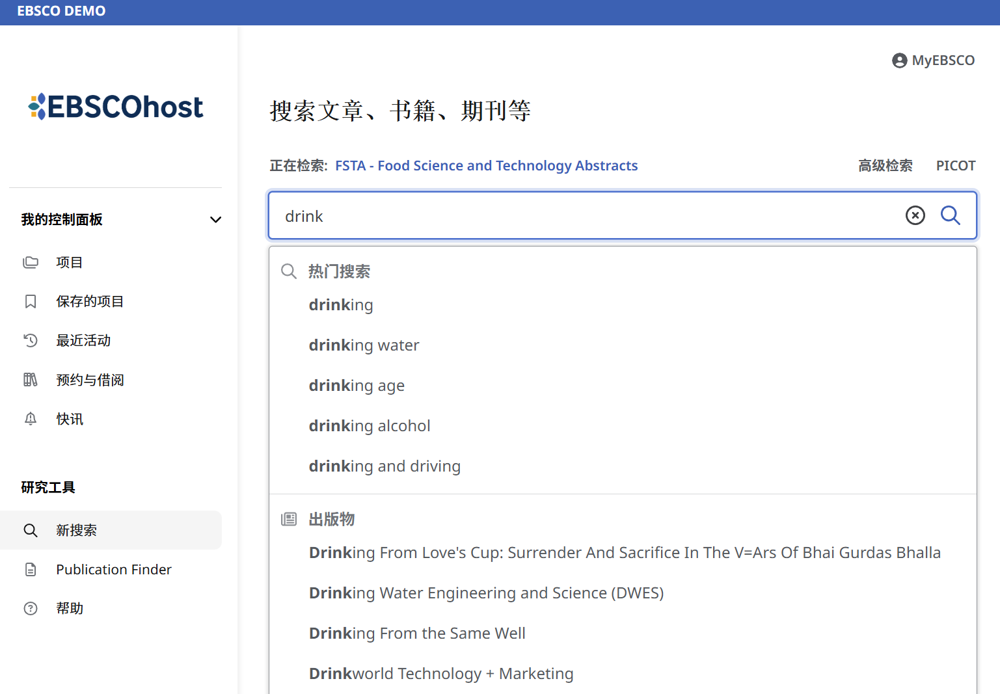 EBSCO DEMO
MyEBSCO
EBSCOhost
搜索文章、书籍、期刊等
正在检索: FSTA - Food Science and Technology Abstracts
高级检索 PICOT
drink
我的控制面板
项目
保存的项目
最近活动
预约与借阅
快讯
研究工具
新搜索
Publication Finder
帮助
热门搜索
drinking
drinking water
drinking age
drinking alcohol
drinking and driving
出版物
Drinking From Love's Cup: Surrender And Sacrifice In The V=Ars Of Bhai Gurdas Bhalla
Drinking Water Engineering and Science (DWES)
Drinking From the Same Well
Drinkworld Technology + Marketing